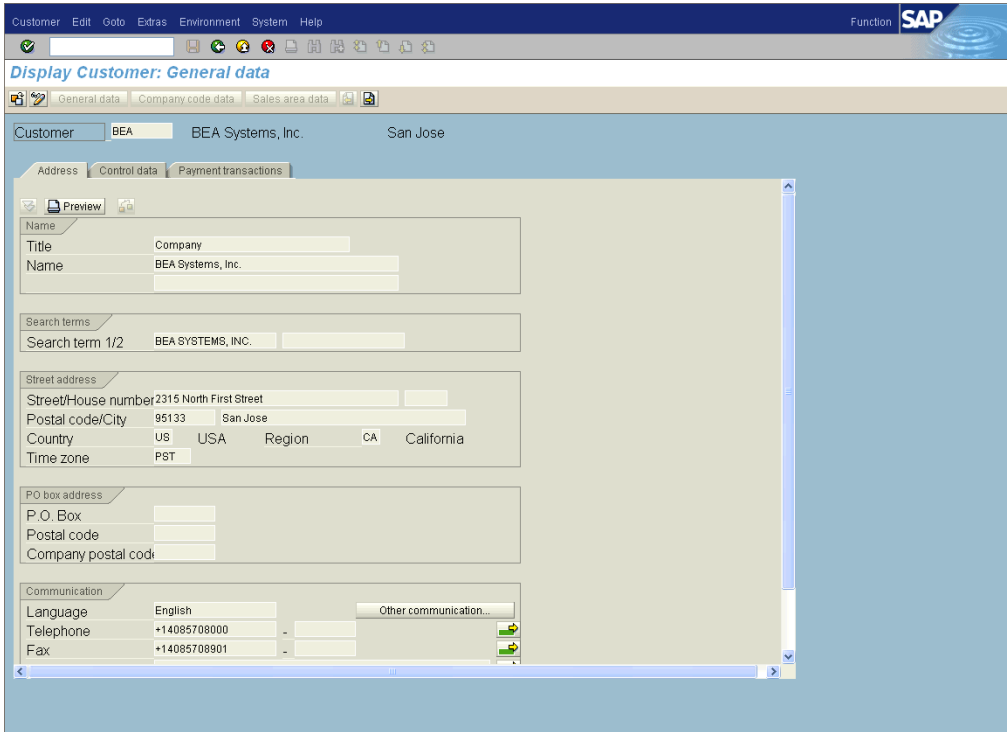 Customer Edit Goto Extras Environment System Help Function SAP
Display Customer: General data
General data Company code data Sales area data
Customer BEA BEA Systems, Inc. San Jose
Address Control data Payment transactions
Preview
Name
Title Company
Name BEA Systems, Inc.
Search terms
Search term 1/2 BEA SYSTEMS, INC.
Street address
Street/House number 2315 North First Street
Postal code/City 95133 San Jose
Country US USA Region CA California
Time zone PST
PO box address
P.O. Box
Postal code
Company postal code
Communication
Language English Other communication...
Telephone +14085708000 -
Fax +14085708901 -